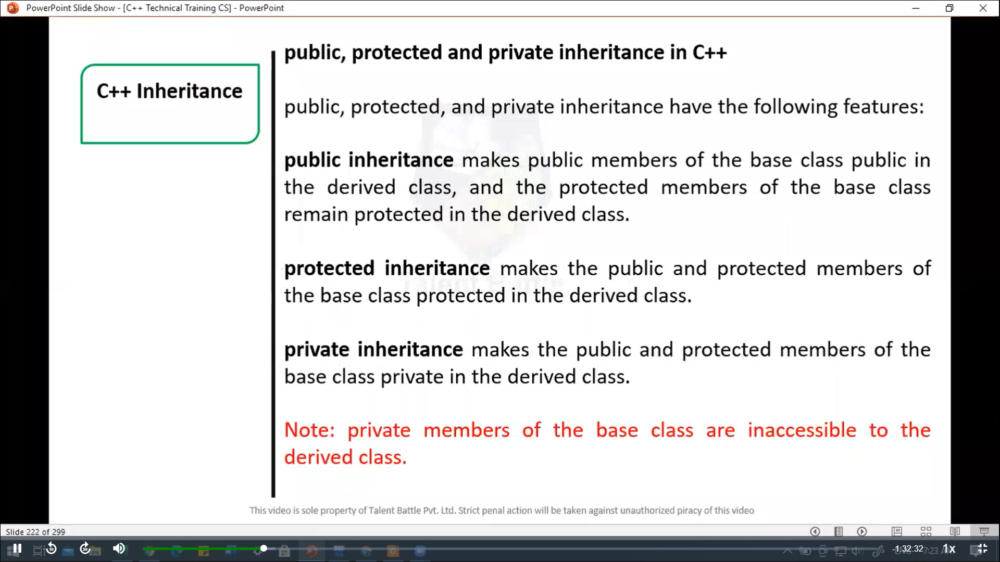 PowerPoint Slide Show - [C++ Technical Training CS] - PowerPoint
C++ Inheritance
public, protected and private inheritance in C++
public, protected, and private inheritance have the following features:
public inheritance makes public members of the base class public in
the derived class, and the protected members of the base class
remain protected in the derived class.
protected inheritance makes the public and protected members of
the base class protected in the derived class.
private inheritance makes the public and protected members of the
base class private in the derived class.
Note: private members of the base class are inaccessible to the
derived class.
This video is sole property of Talent Battle Pvt. Ltd. Strict penal action will be taken against unauthorized piracy of this video
Slide 222 of 299
10
30
-1:32:32
1x